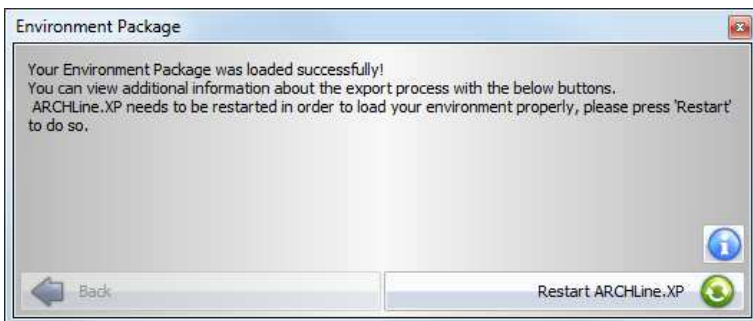 Environment Package
Your Environment Package was loaded successfully!
You can view additional information about the export process with the below buttons.
ARCHLine.XP needs to be restarted in order to load your environment properly, please press 'Restart'
to do so.
Back
Restart ARCHLine.XP